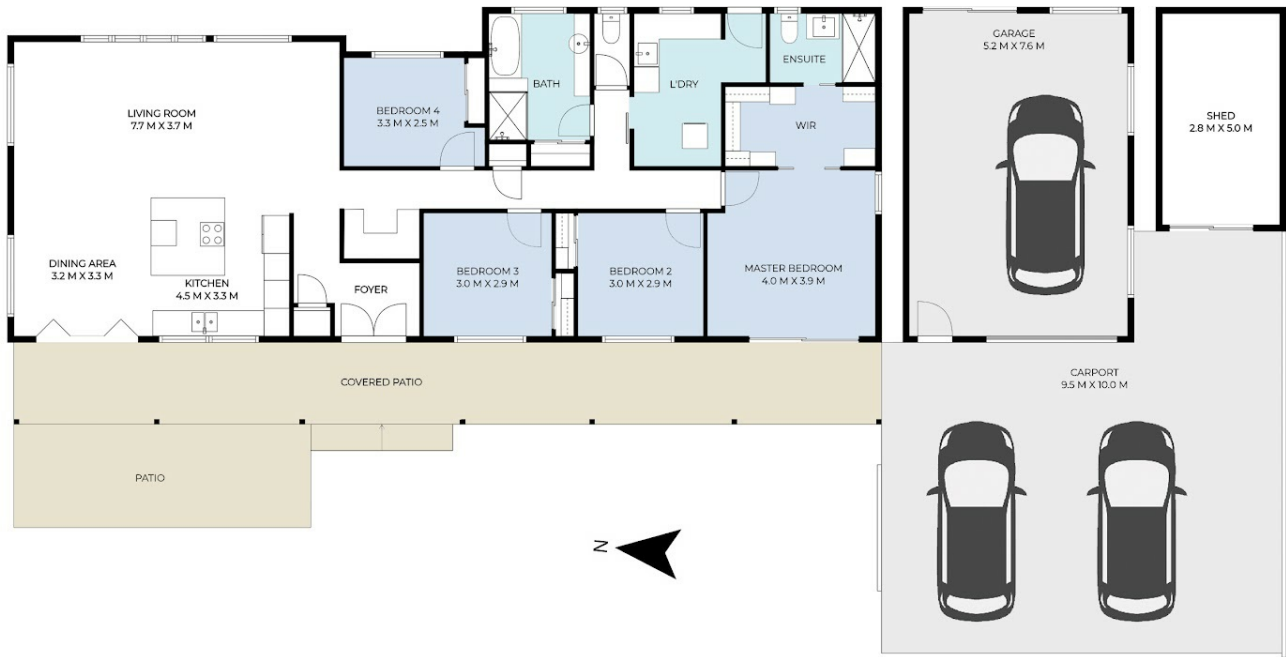 GARAGE
5.2 M X 7.6 M
BATH
ENSUITE
L'DRY
LIVING ROOM
7.7 M X 3.7 M
BEDROOM 4
3.3 M X 2.5 M
WIR
SHED
2.8 M X 5.0 M
DINING AREA
3.2 M X 3.3 M
KITCHEN
4.5 M X 3.3 M
FOYER
BEDROOM 3
3.0 M X 2.9 M
BEDROOM 2
3.0 M X 2.9 M
MASTER BEDROOM
4.0 M X 3.9 M
COVERED PATIO
CARPORT
9.5 M X 10.0 M
PATIO
N